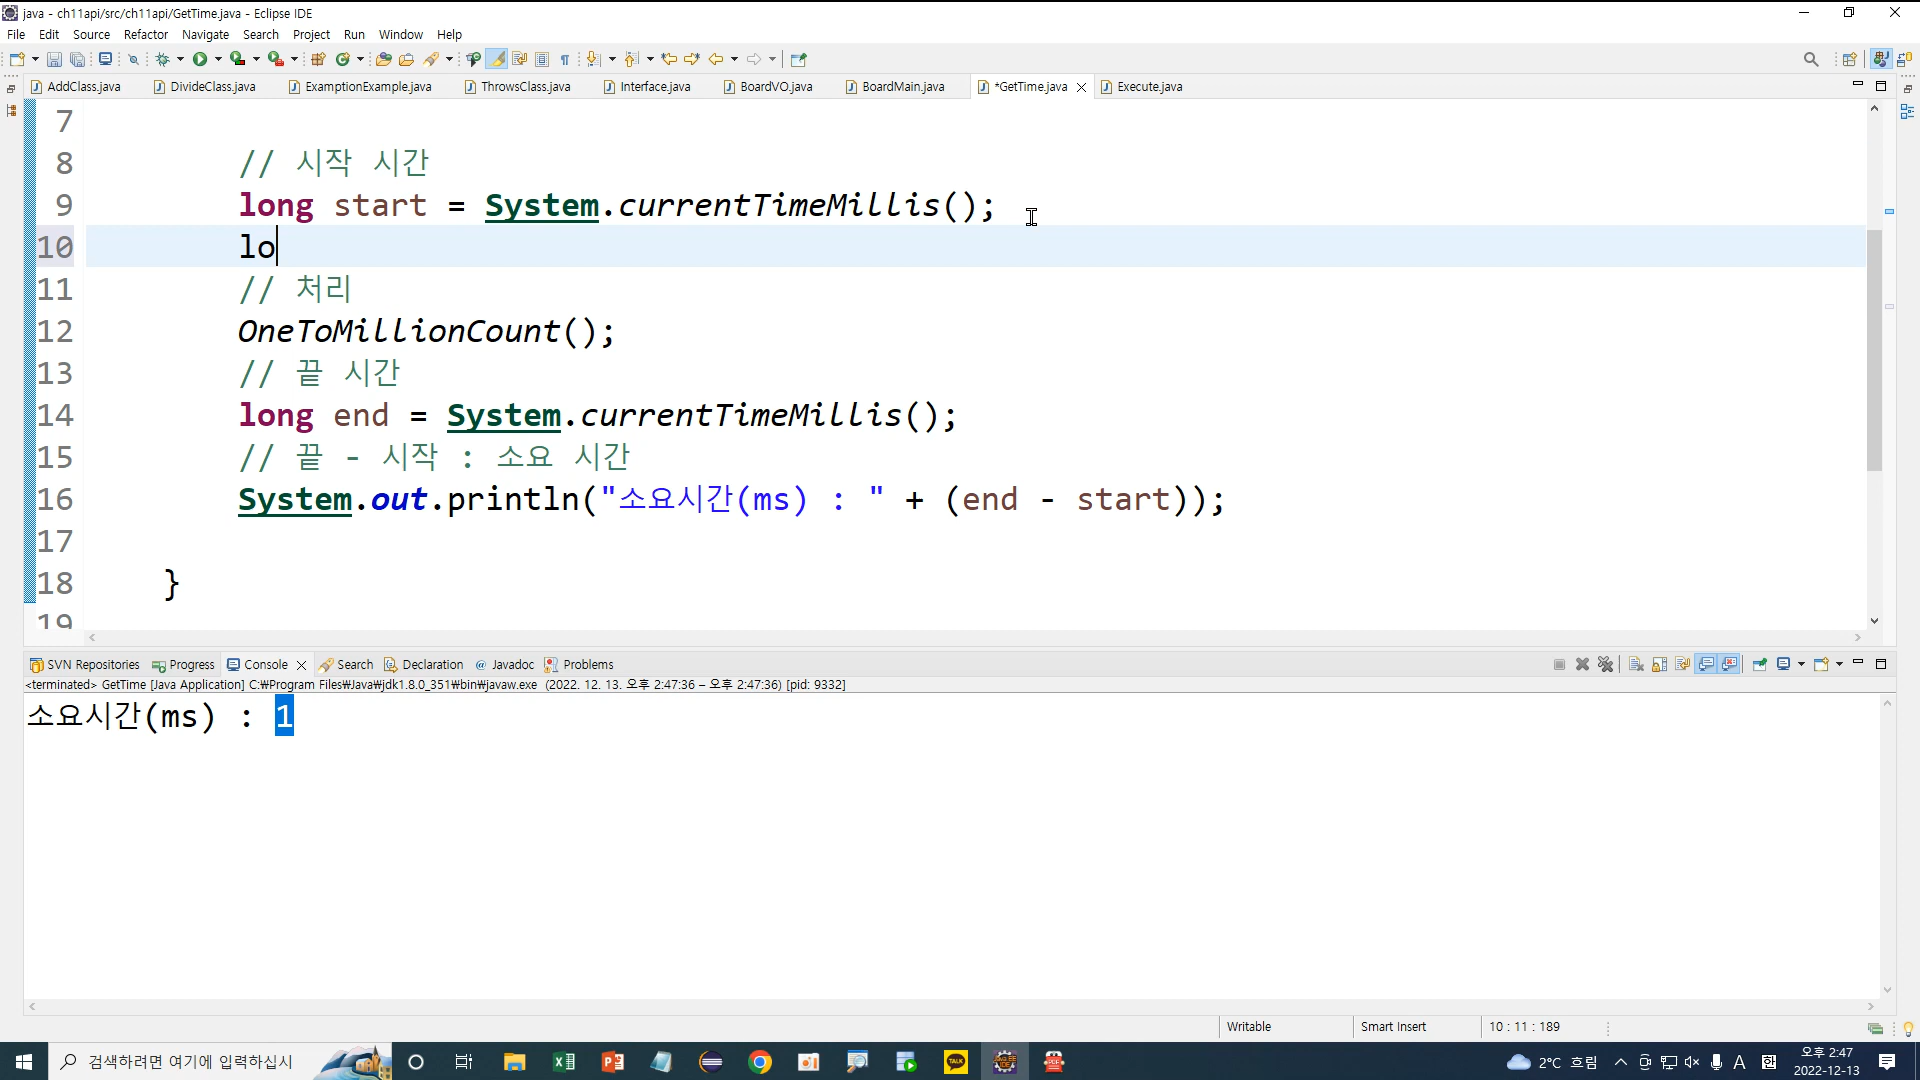 java - ch11api/src/ch11api/GetTime.java - Eclipse IDE
File Edit Source Refactor Navigate Search Project Run Window Help
AddClass.java DivideClass.java ExamptionExample.java ThrowsClass.java Interface.java BoardVO.java BoardMain.java *GetTime.java Execute.java
7
8 // 시작 시간
9 long start = System.currentTimeMillis();
10 lo
11 // 처리
12 OneToMillionCount();
13 // 끝 시간
14 long end = System.currentTimeMillis();
15 // 끝 - 시작 : 소요 시간
16 System.out.println("소요시간(ms) : " + (end - start));
17
18 }
19
SVN Repositories Progress Console Search Declaration @ Javadoc Problems
<terminated> GetTime [Java Application] C:₩Program Files₩Java₩jdk1.8.0_351₩bin₩javaw.exe (2022. 12. 13. 오후 2:47:36 – 오후 2:47:36) [pid: 9332]
소요시간(ms) : 1
Writable Smart Insert 10 : 11 : 189
검색하려면 여기에 입력하십시 TALK 2°C 흐림 A 한 오후 2:47
2022-12-13